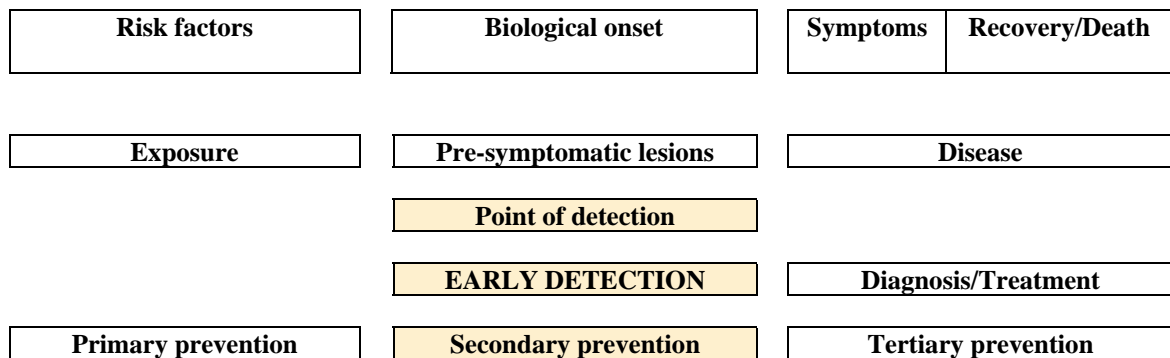 Risk factors
Biological onset
Symptoms
Recovery/Death
Exposure
Pre-symptomatic lesions
Disease
Point of detection
EARLY DETECTION
Diagnosis/Treatment
Primary prevention
Secondary prevention
Tertiary prevention